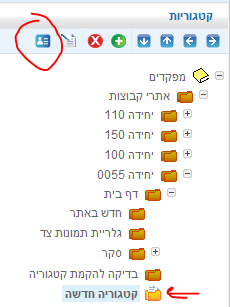 קטגוריות
מפקדים
אתרי קבוצות
יחידה 110
יחידה 150
יחידה 100
יחידה 0055
דף בית
חדש באתר
גלריית תמונות צד
סקר
בדיקה להקמת קטגוריה
קטגוריה חדשה